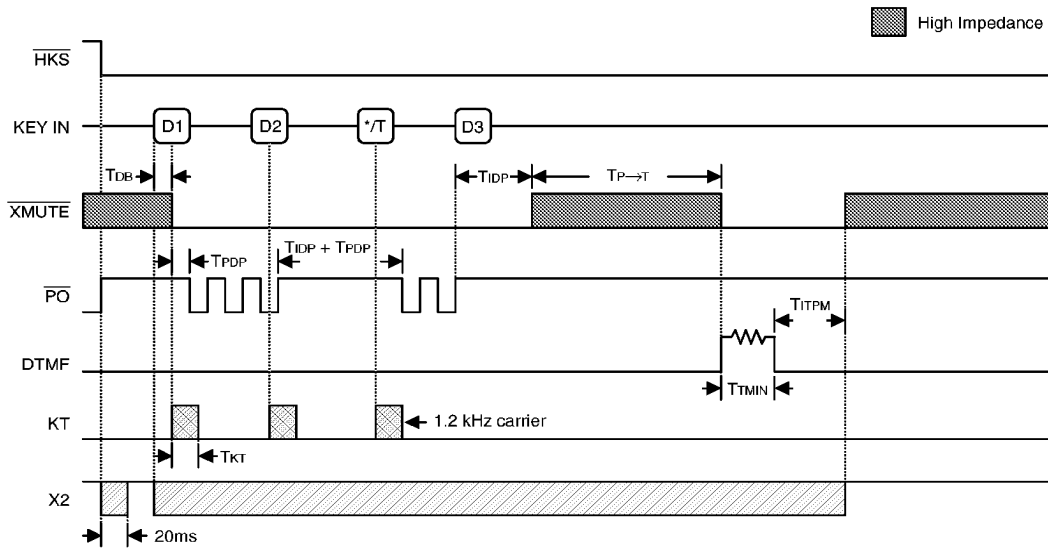 High Impedance
HKS
KEY IN
D1
D2
*/T
D3
TDB
TIDP
TP→T
XMUTE
TPDP
TIDP + TPDP
PO
TITPM
DTMF
TTMIN
KT
1.2 kHz carrier
TKT
X2
20ms